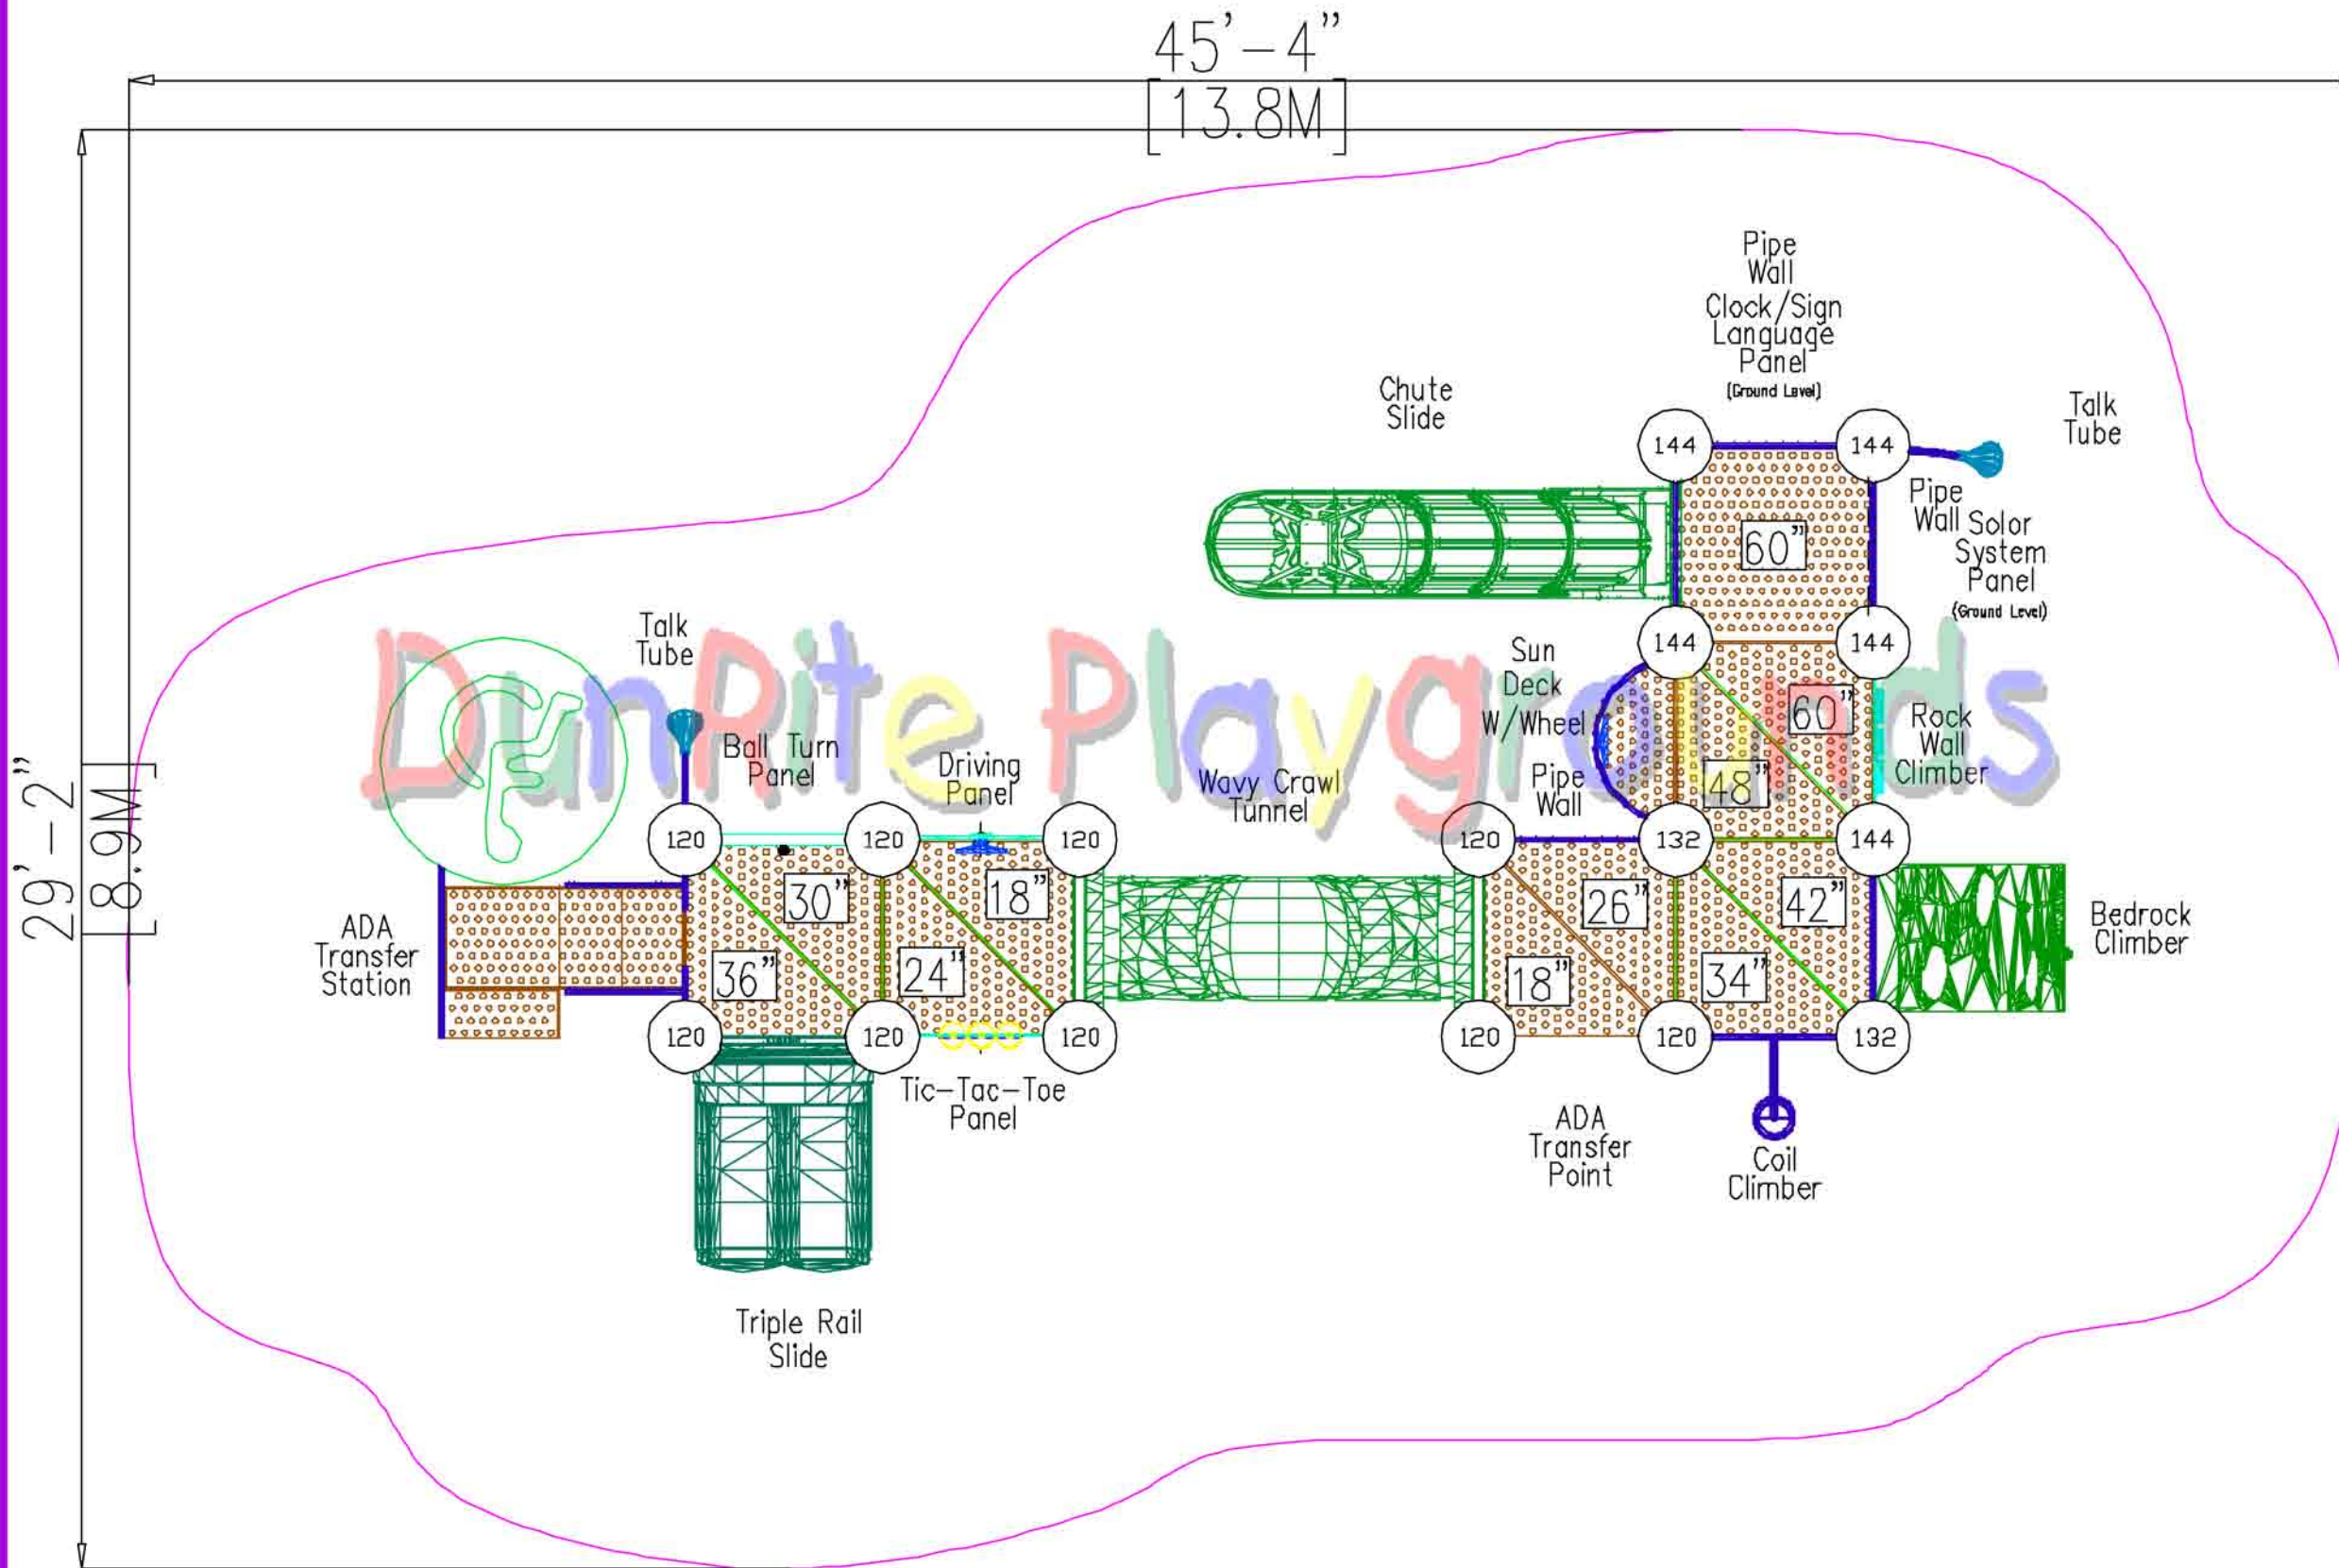 45'-4"
[13.8M]
29'-2"
8.9M
Pipe
Wall
Clock/Sign
Language
Panel
(Ground Level)
Chute
Slide
Talk
Tube
144
144
Pipe
Wall
Solor
System
Panel
(Ground Level)
60"
Talk
Tube
144
144
Sun
Deck
W/Wheel
60"
Rock
Wall
Climber
DunRite Playgrounds
Ball Turn
Panel
Driving
Panel
Wavy Crawl
Tunnel
Pipe
Wall
48"
120
120
120
120
132
144
30"
18"
26"
42"
ADA
Transfer
Station
36"
24"
18"
34"
Bedrock
Climber
120
120
120
120
120
132
Tic-Tac-Toe
Panel
ADA
Transfer
Point
Coil
Climber
Triple Rail
Slide